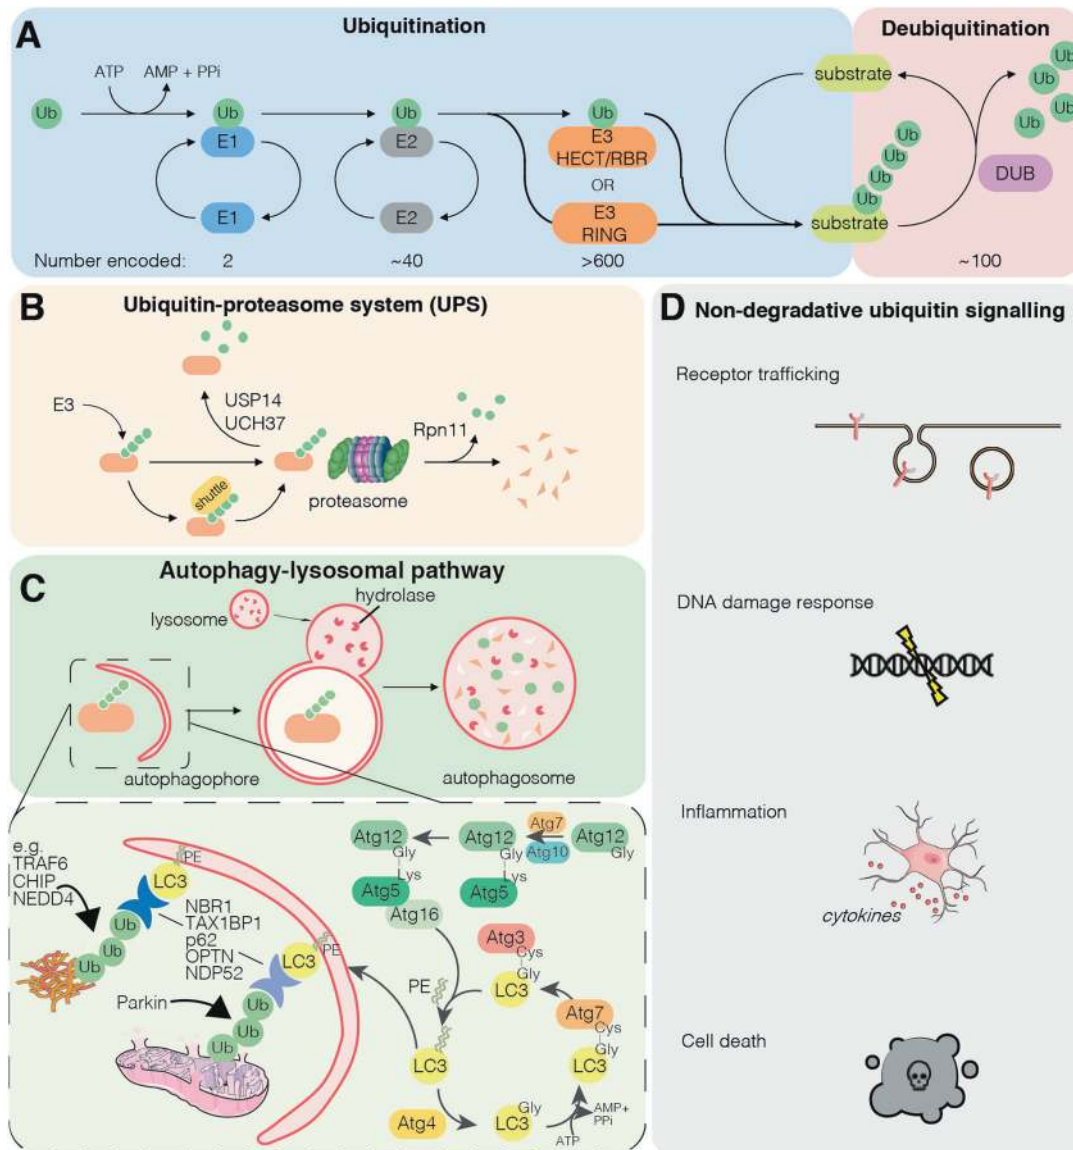 A
Ubiquitination
Deubiquitination
ATP
AMP + PPi
Ub
Ub
E1
E1
Ub
E2
E2
Ub
E3
HECT/RBR
OR
E3
RING
substrate
substrate
Ub
Ub
Ub
Ub
Ub
Ub
Ub
Ub
DUB
Number encoded:
2
~40
>600
~100
B
Ubiquitin-proteasome system (UPS)
E3
USP14
UCH37
shuttle
proteasome
Rpn11
C
Autophagy-lysosomal pathway
lysosome
hydrolase
autophagophore
autophagosome
e.g.
TRAF6
CHIP
NEDD4
Ub
Ub
Ub
LC3
PE
NBR1
TAX1BP1
p62
OPTN
NDP52
LC3
PE
Parkin
Ub
Ub
Ub
Atg12
Gly
Lys
Atg5
Atg16
Atg12
Gly
Lys
Atg5
Atg7
Atg10
Atg12
Gly
Atg3
Cys
Gly
LC3
PE
LC3
Atg7
Cys
Gly
LC3
Atg4
Gly
LC3
ATP
AMP+
PPi
D
Non-degradative ubiquitin signalling
Receptor trafficking
DNA damage response
Inflammation
cytokines
Cell death